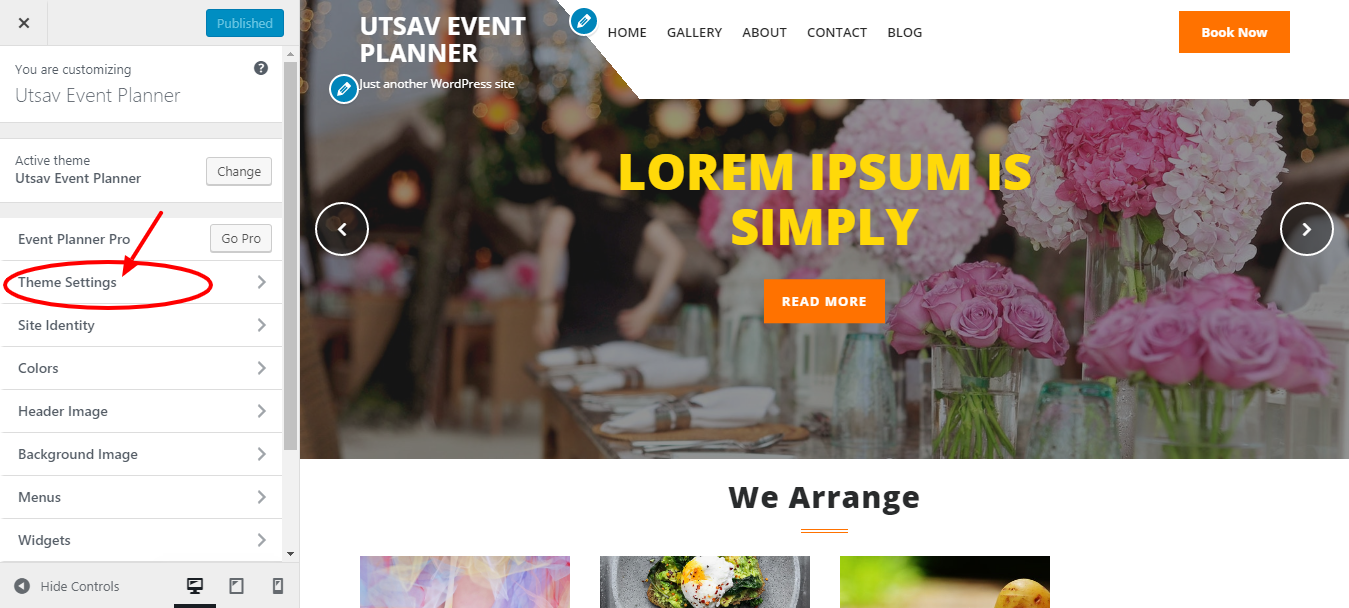 Published
You are customizing
Utsav Event Planner
Active theme
Utsav Event Planner
Change
Event Planner Pro
Go Pro
Theme Settings
Site Identity
Colors
Header Image
Background Image
Menus
Widgets
Hide Controls
UTSAV EVENT
PLANNER
Just another WordPress site
HOME GALLERY ABOUT CONTACT BLOG
Book Now
LOREM IPSUM IS
SIMPLY
READ MORE
We Arrange